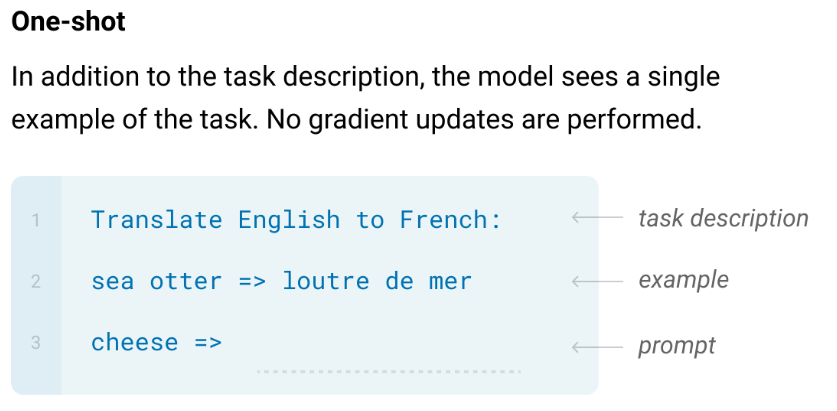 One-shot
In addition to the task description, the model sees a single
example of the task. No gradient updates are performed.
1 Translate English to French: task description
2 sea otter => loutre de mer example
3 cheese => prompt